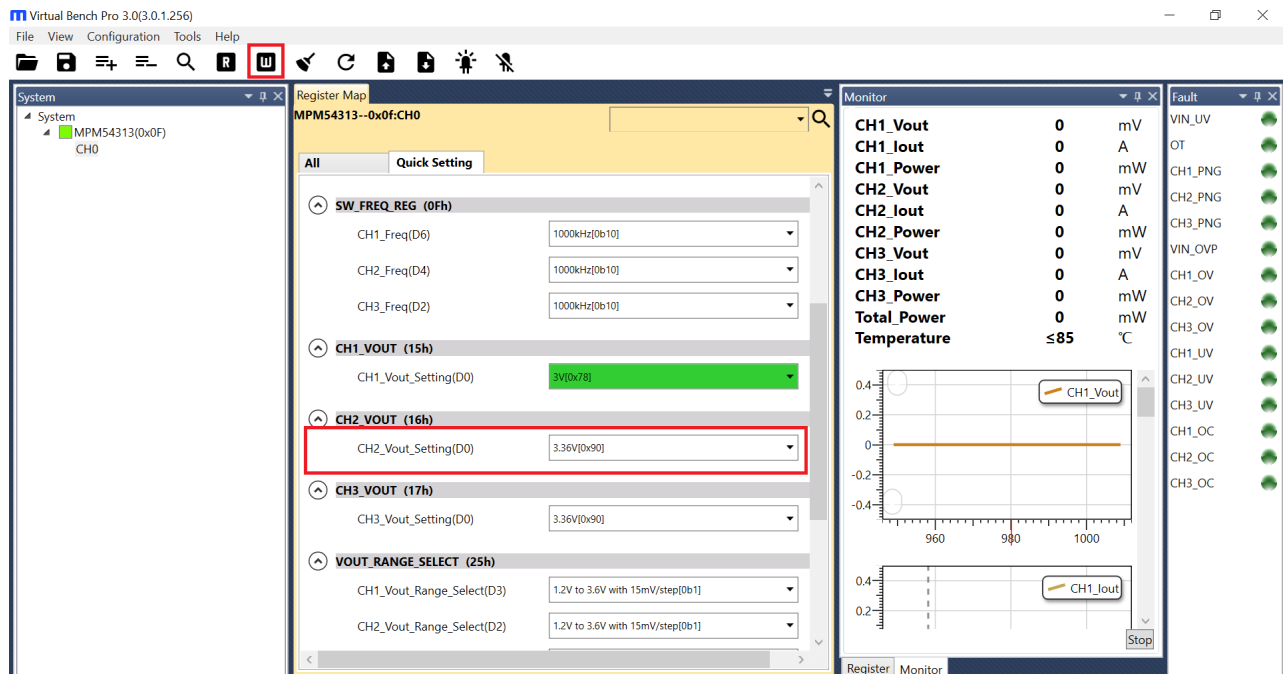 Virtual Bench Pro 3.0(3.0.1.256)
File View Configuration Tools Help
R W
System
System
MPM54313(0x0F)
CH0
Register Map
MPM54313--0x0f:CH0
All Quick Setting
SW_FREQ_REG (0Fh)
CH1_Freq(D6) 1000kHz[0b10]
CH2_Freq(D4) 1000kHz[0b10]
CH3_Freq(D2) 1000kHz[0b10]
CH1_VOUT (15h)
CH1_Vout_Setting(D0) 3V[0x78]
CH2_VOUT (16h)
CH2_Vout_Setting(D0) 3.36V[0x90]
CH3_VOUT (17h)
CH3_Vout_Setting(D0) 3.36V[0x90]
VOUT_RANGE_SELECT (25h)
CH1_Vout_Range_Select(D3) 1.2V to 3.6V with 15mV/step[0b1]
CH2_Vout_Range_Select(D2) 1.2V to 3.6V with 15mV/step[0b1]
Monitor
CH1_Vout 0 mV
CH1_Iout 0 A
CH1_Power 0 mW
CH2_Vout 0 mV
CH2_Iout 0 A
CH2_Power 0 mW
CH3_Vout 0 mV
CH3_Iout 0 A
CH3_Power 0 mW
Total_Power 0 mW
Temperature ≤85 ℃
CH1_Vout
0.4
0.2
0
-0.2
-0.4
960 980 1000
CH1_Iout
0.4
0.2
Stop
Register Monitor
Fault
VIN_UV
OT
CH1_PNG
CH2_PNG
CH3_PNG
VIN_OVP
CH1_OV
CH2_OV
CH3_OV
CH1_UV
CH2_UV
CH3_UV
CH1_OC
CH2_OC
CH3_OC